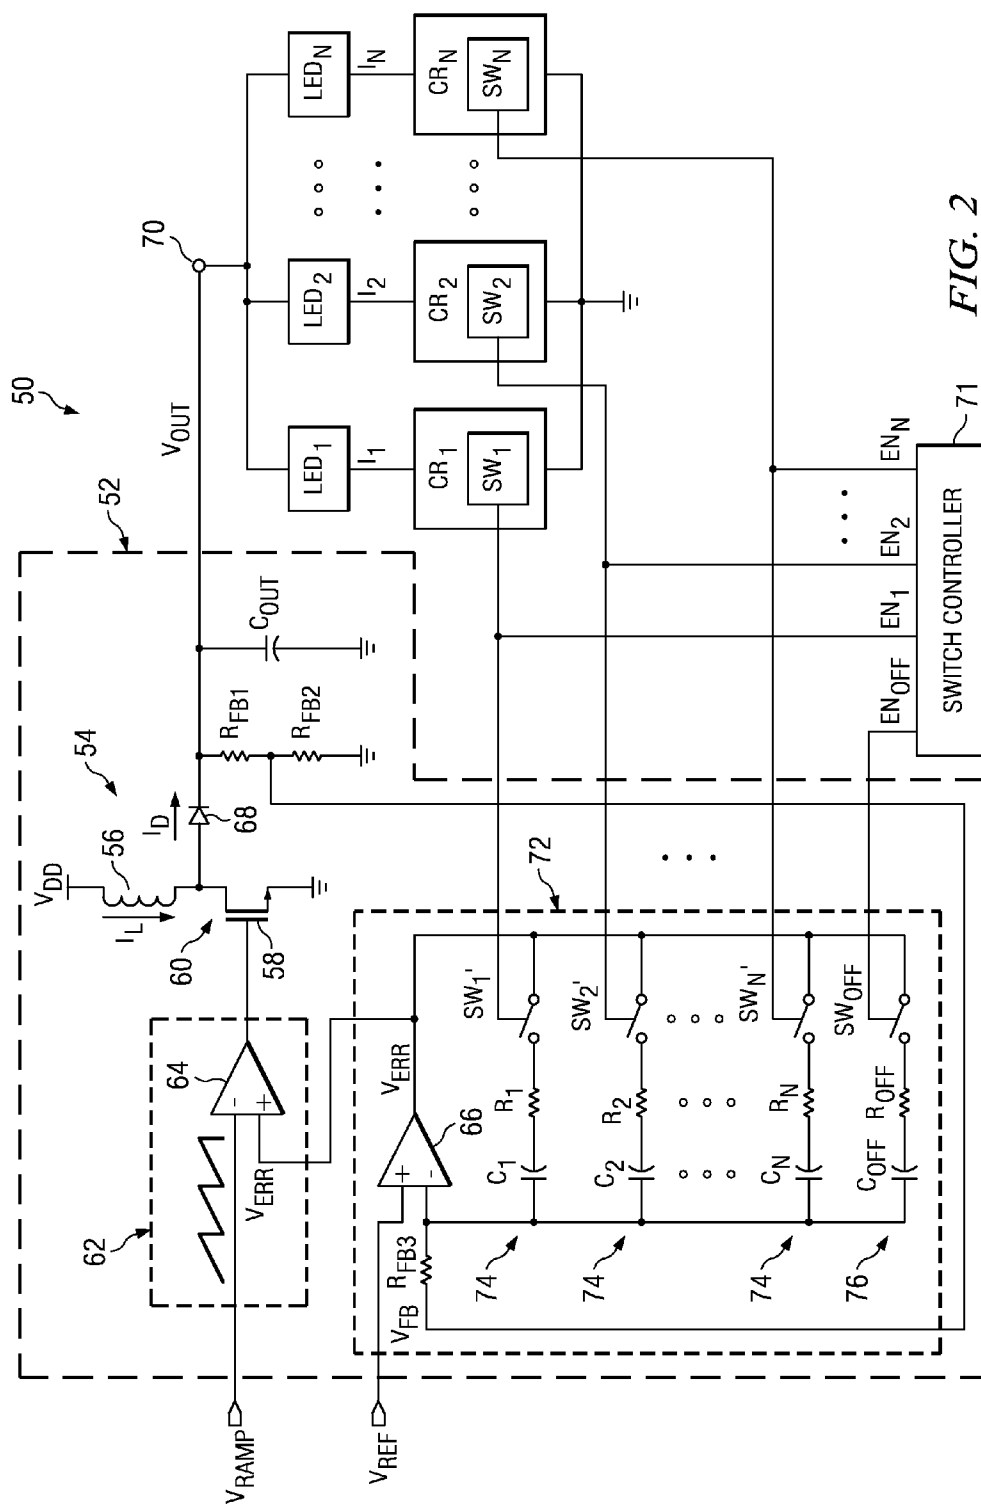 50
52
54
V_DD
56
I_L
I_D
60
58
68
R_FB1
R_FB2
C_OUT
V_OUT
70
LED_1
LED_2
LED_N
I_1
I_2
I_N
CR_1
SW_1
CR_2
SW_2
CR_N
SW_N
62
64
-
+
V_ERR
V_RAMP
V_REF
V_FB
R_FB3
+
-
66
V_ERR
72
SW_1'
R_1
C_1
74
SW_2'
R_2
C_2
74
SW_N'
R_N
C_N
74
SW_OFF
R_OFF
C_OFF
76
EN_OFF
EN_1
EN_2
EN_N
SWITCH CONTROLLER
71
FIG. 2